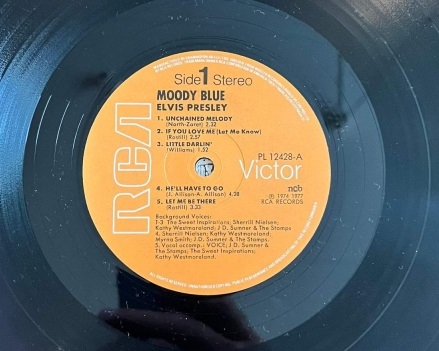 Side 1 Stereo
MOODY BLUE
ELVIS PRESLEY
1. UNCHAINED MELODY
(North-Zaret) 2.32
2. IF YOU LOVE ME (Let Me Know)
(Rostill) 2.57
3. LITTLE DARLIN'
(Williams) 1.52
PL 12428-A
RCA Victor
4. HE'LL HAVE TO GO
(J. Allison-A. Allison) 4.28
5. LET ME BE THERE
(Rostill) 3.33
ncb
℗ 1974 1977
RCA RECORDS
Background Voices:
1-3. The Sweet Inspirations; Sherrill Nielsen;
Kathy Westmoreland; J.D. Sumner & The Stamps
4. Sherrill Nielsen; Kathy Westmoreland;
Myrna Smith; J.D. Sumner & The Stamps.
5. Vocal accomp. - VOICE; J.D. Sumner &
The Stamps; The Sweet Inspirations;
Kathy Westmoreland.